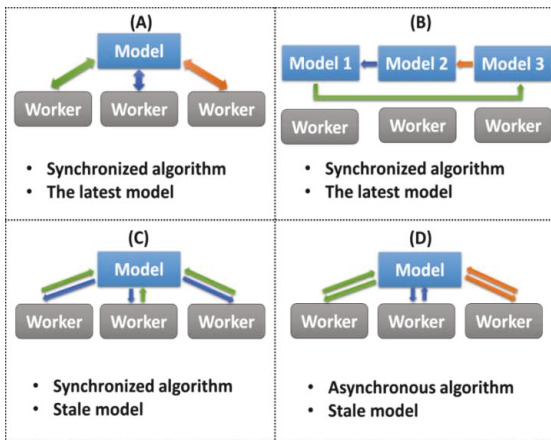 (A)
Model
Worker Worker Worker
• Synchronized algorithm
• The latest model
(B)
Model 1 Model 2 Model 3
Worker Worker Worker
• Synchronized algorithm
• The latest model
(C)
Model
Worker Worker Worker
• Synchronized algorithm
• Stale model
(D)
Model
Worker Worker Worker
• Asynchronous algorithm
• Stale model